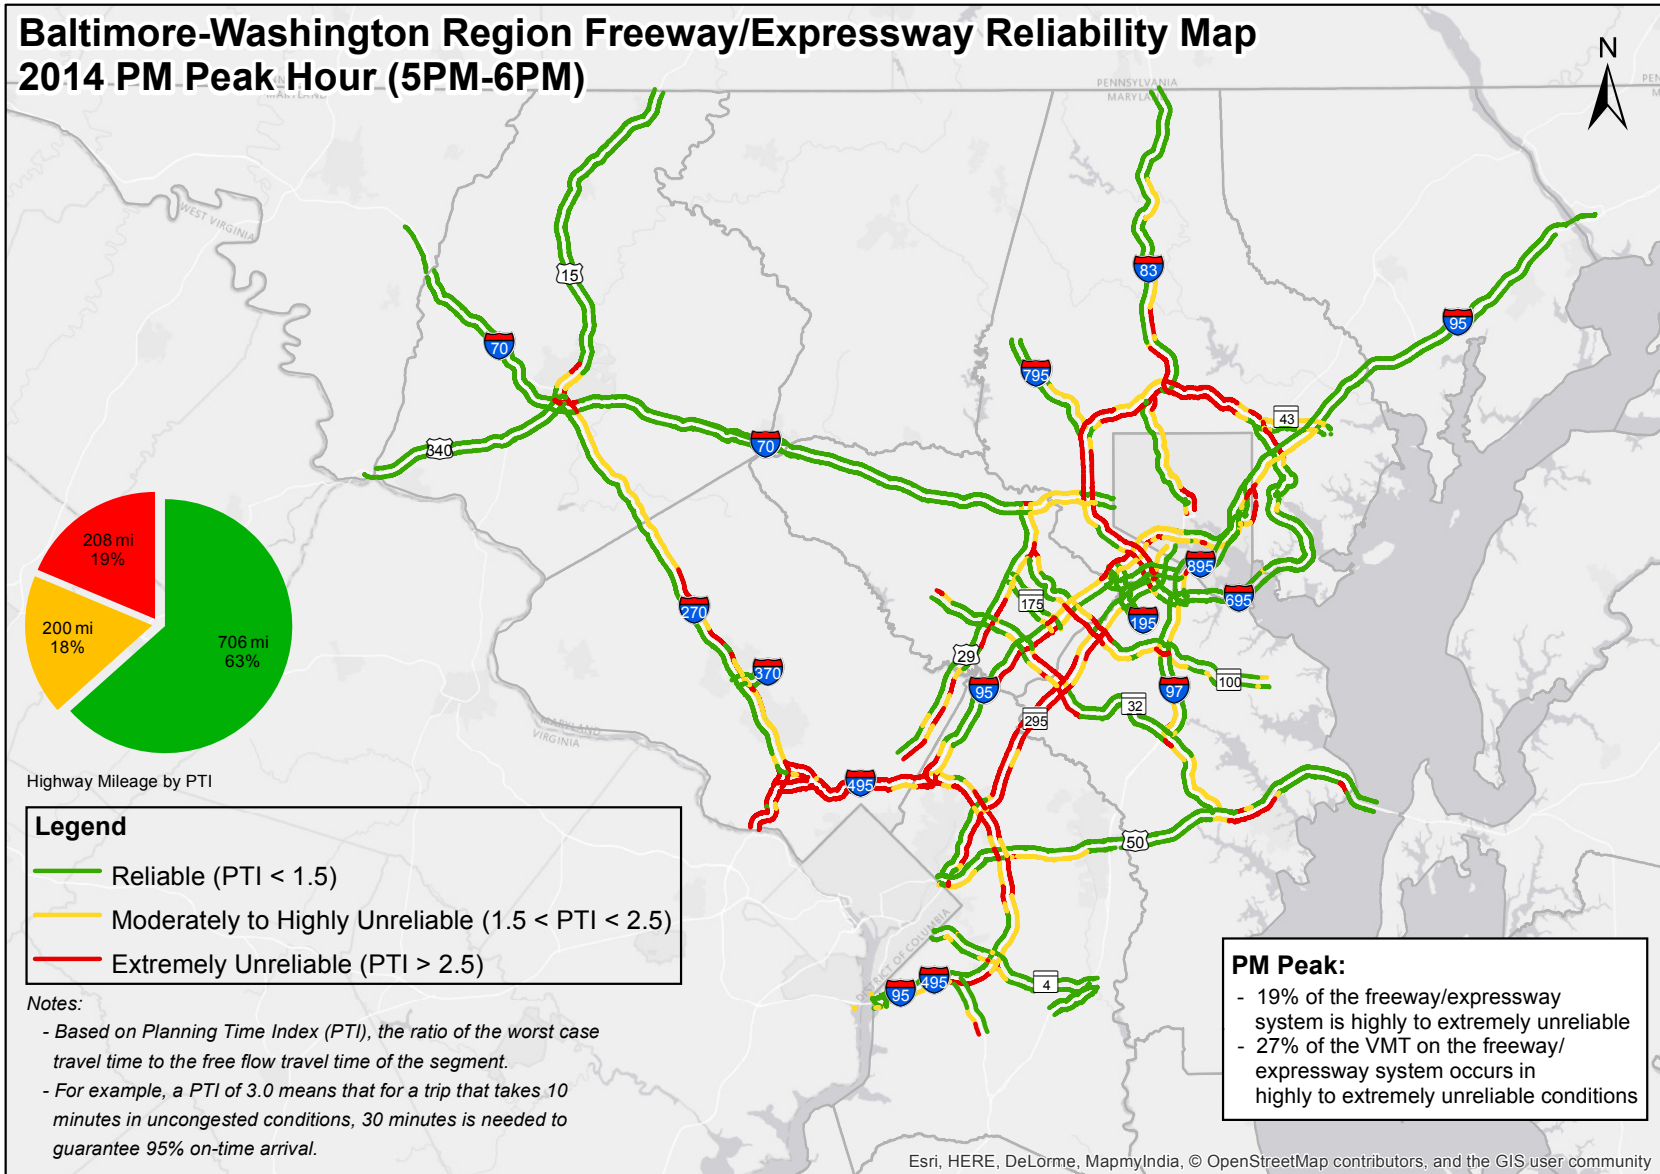 Baltimore-Washington Region Freeway/Expressway Reliability Map
2014 PM Peak Hour (5PM-6PM)
N
PENNSYLVANIA
MARYLAND
MARYLAND
WEST VIRGINIA
15
83
95
70
795
43
340
70
208 mi
19%
200 mi
18%
706 mi
63%
895
270
175
695
195
29
370
95
100
97
32
295
MARYLAND
VIRGINIA
495
50
DISTRICT OF COLUMBIA
95
495
4
Highway Mileage by PTI
Legend
Reliable (PTI < 1.5)
Moderately to Highly Unreliable (1.5 < PTI < 2.5)
Extremely Unreliable (PTI > 2.5)
Notes:
- Based on Planning Time Index (PTI), the ratio of the worst case
travel time to the free flow travel time of the segment.
- For example, a PTI of 3.0 means that for a trip that takes 10
minutes in uncongested conditions, 30 minutes is needed to
guarantee 95% on-time arrival.
PM Peak:
- 19% of the freeway/expressway
system is highly to extremely unreliable
- 27% of the VMT on the freeway/
expressway system occurs in
highly to extremely unreliable conditions
Esri, HERE, DeLorme, MapmyIndia, © OpenStreetMap contributors, and the GIS user community